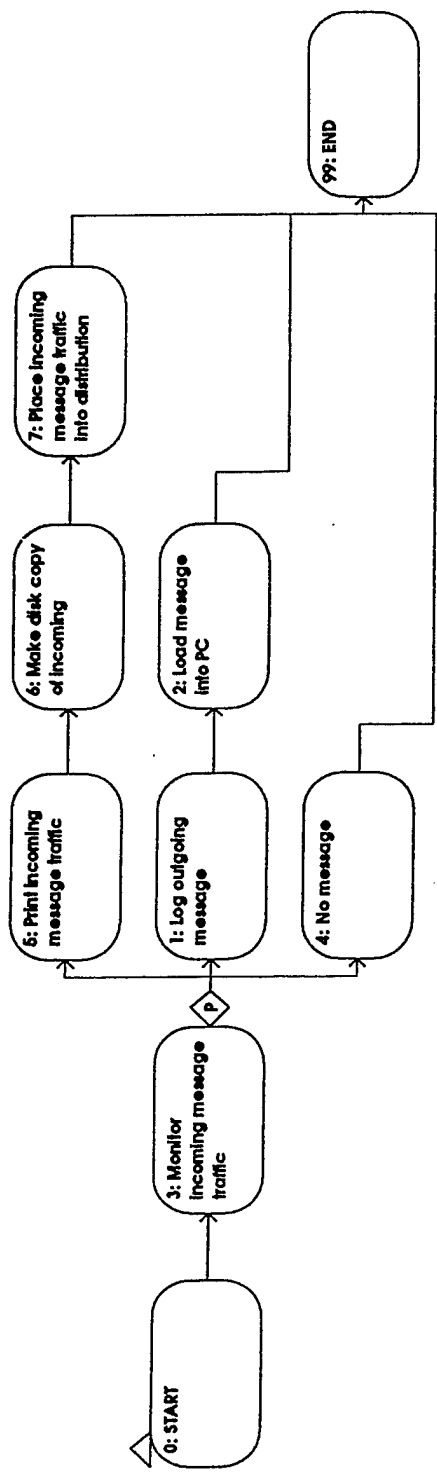 0: START
3: Monitor
incoming message
traffic
P
5: Print incoming
message traffic
6: Make disk copy
of incoming
7: Place incoming
message traffic
into distribution
1: Log outgoing
message
2: Load message
into PC
4: No message
99: END